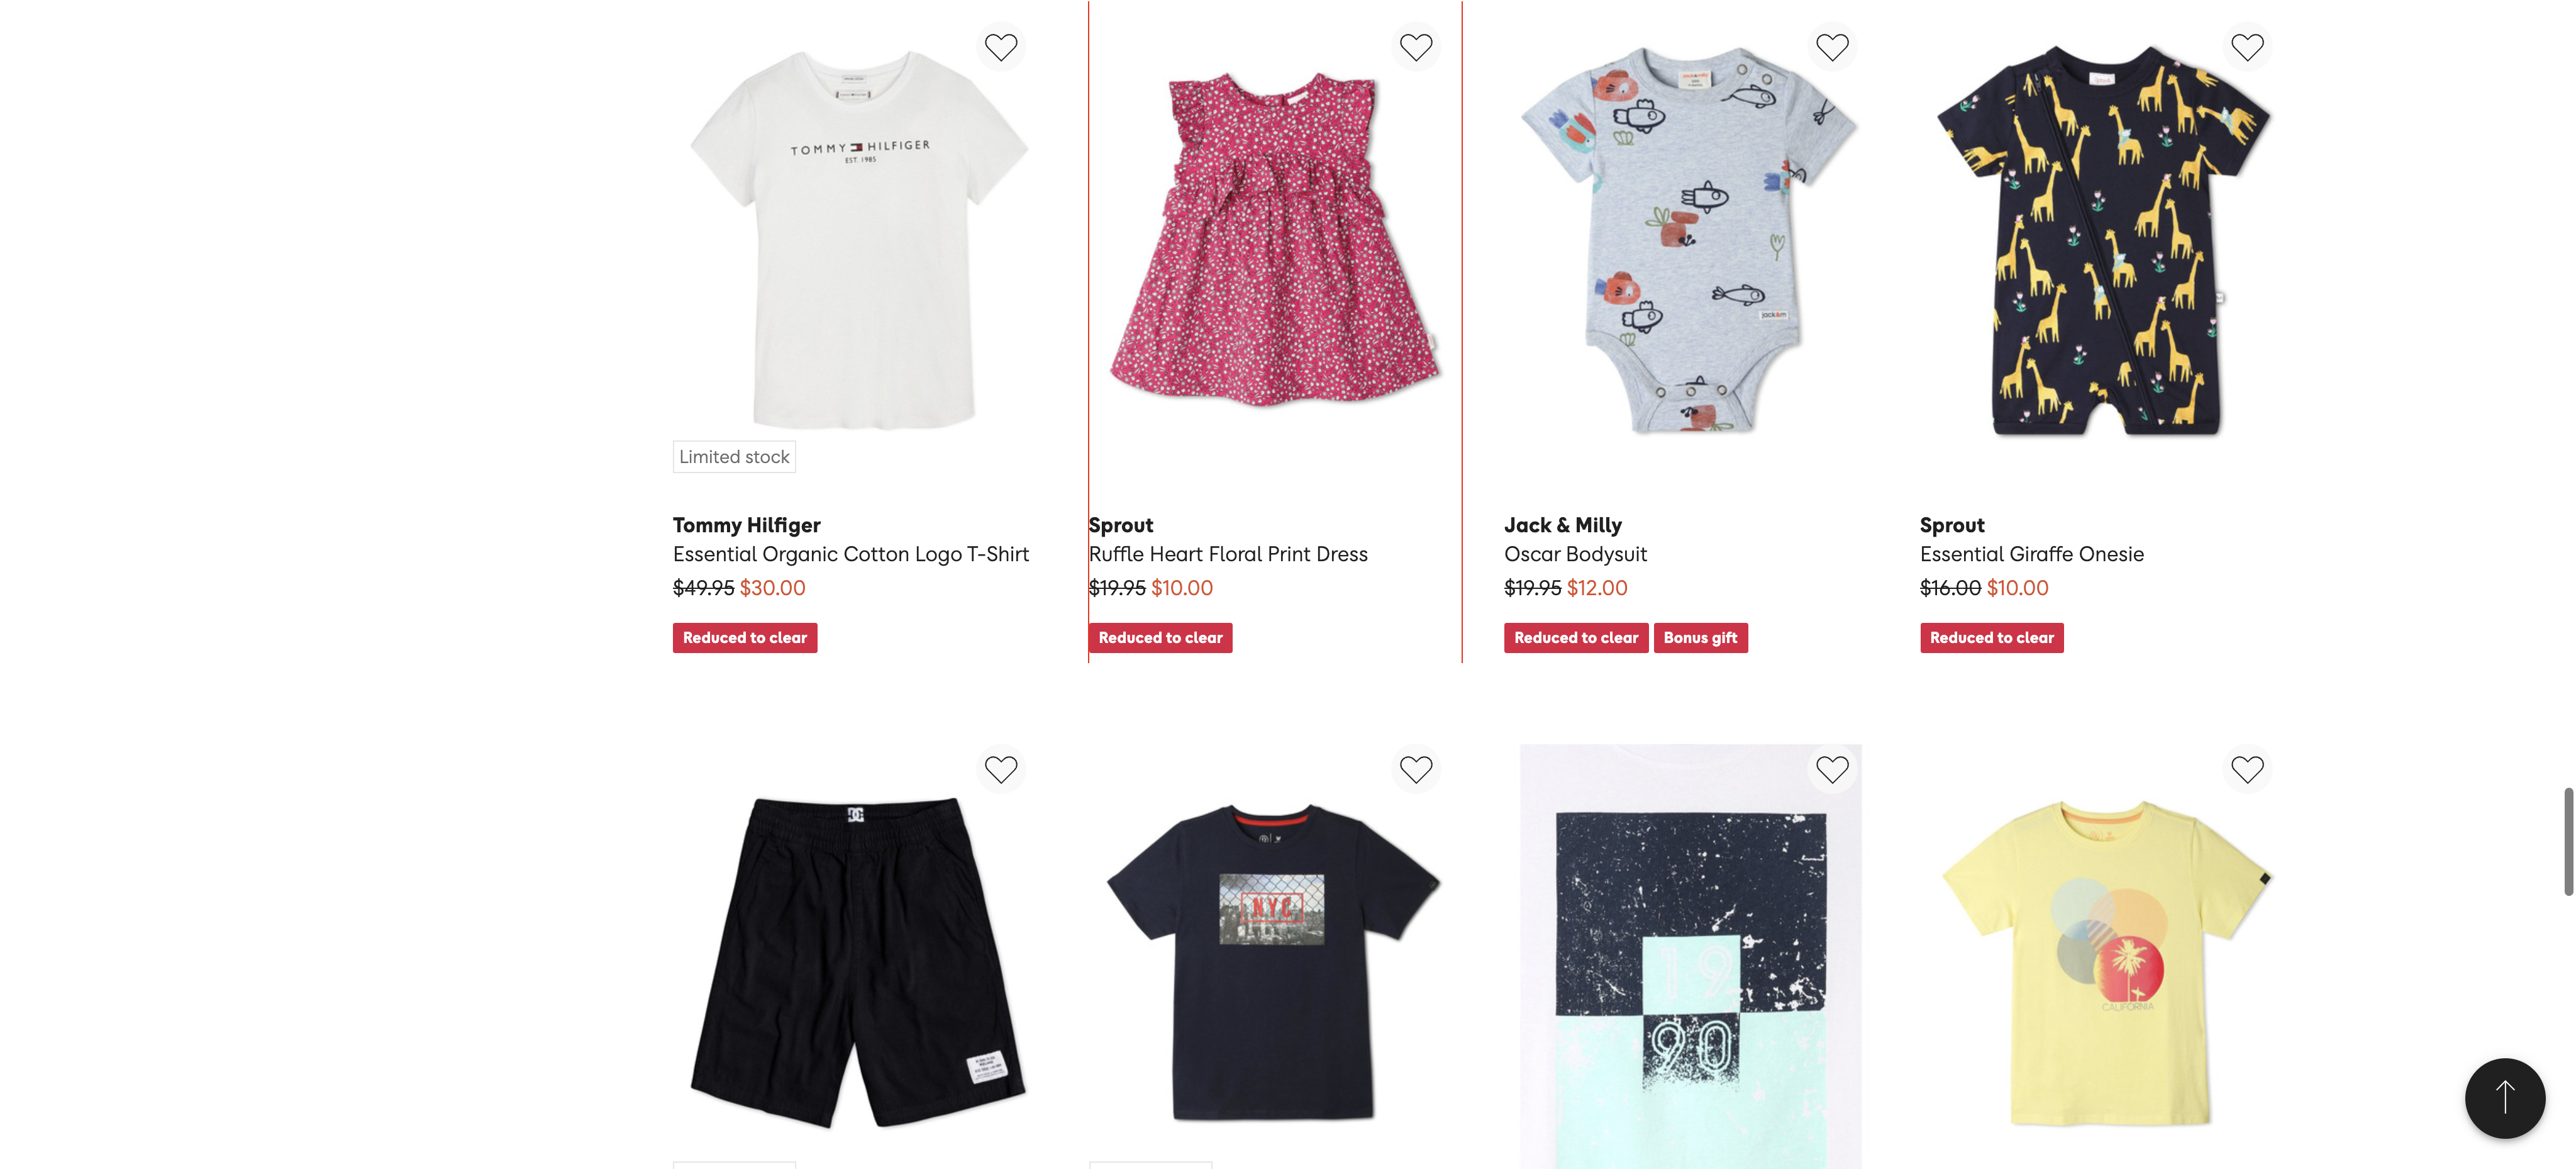 TOMMY HILFIGER
EST. 1985
jack&m
Limited stock
Tommy Hilfiger
Essential Organic Cotton Logo T-Shirt
$49.95 $30.00
Reduced to clear
Sprout
Ruffle Heart Floral Print Dress
$19.95 $10.00
Reduced to clear
Jack & Milly
Oscar Bodysuit
$19.95 $12.00
Reduced to clear Bonus gift
Sprout
Essential Giraffe Onesie
$16.00 $10.00
Reduced to clear
NYC
19
90
CALIFORNIA